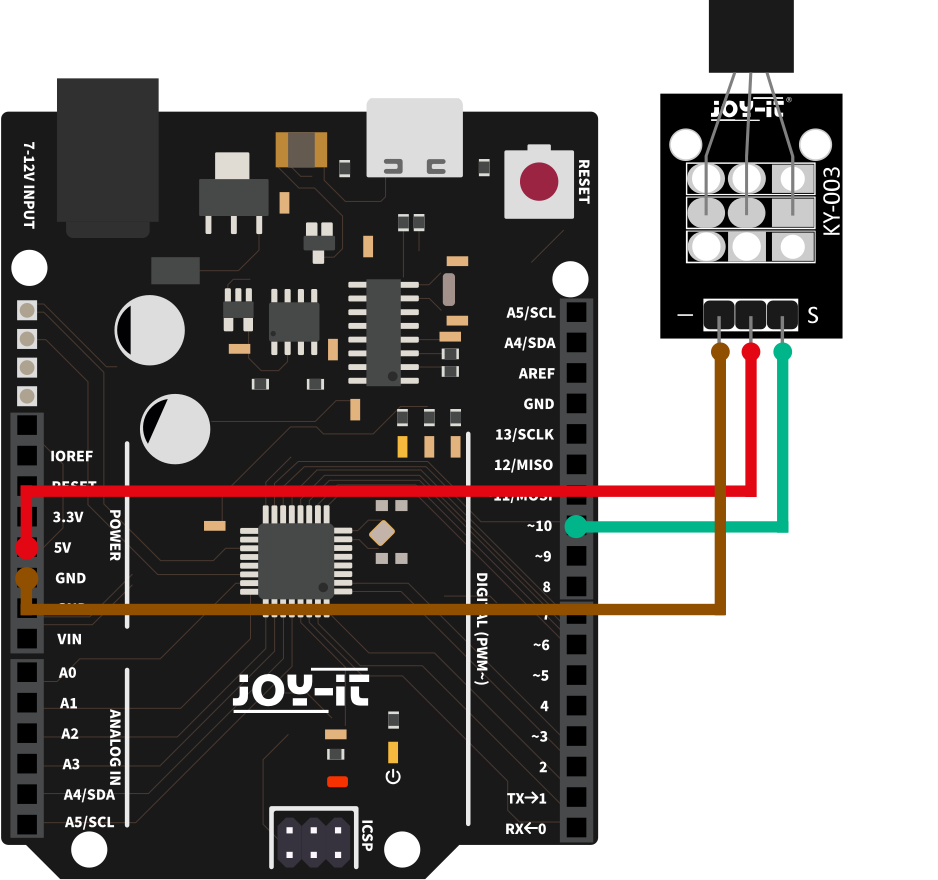 JOY-iT®
KY-003
– S
7-12V INPUT
RESET
IOREF
RESET
3.3V
5V
GND
GND
VIN
POWER
A0
A1
A2
A3
A4/SDA
A5/SCL
ANALOG IN
A5/SCL
A4/SDA
AREF
GND
13/SCLK
12/MISO
11/MOSI
~10
~9
8
7
~6
~5
4
~3
2
TX→1
RX←0
DIGITAL (PWM~)
JOY-iT
ICSP